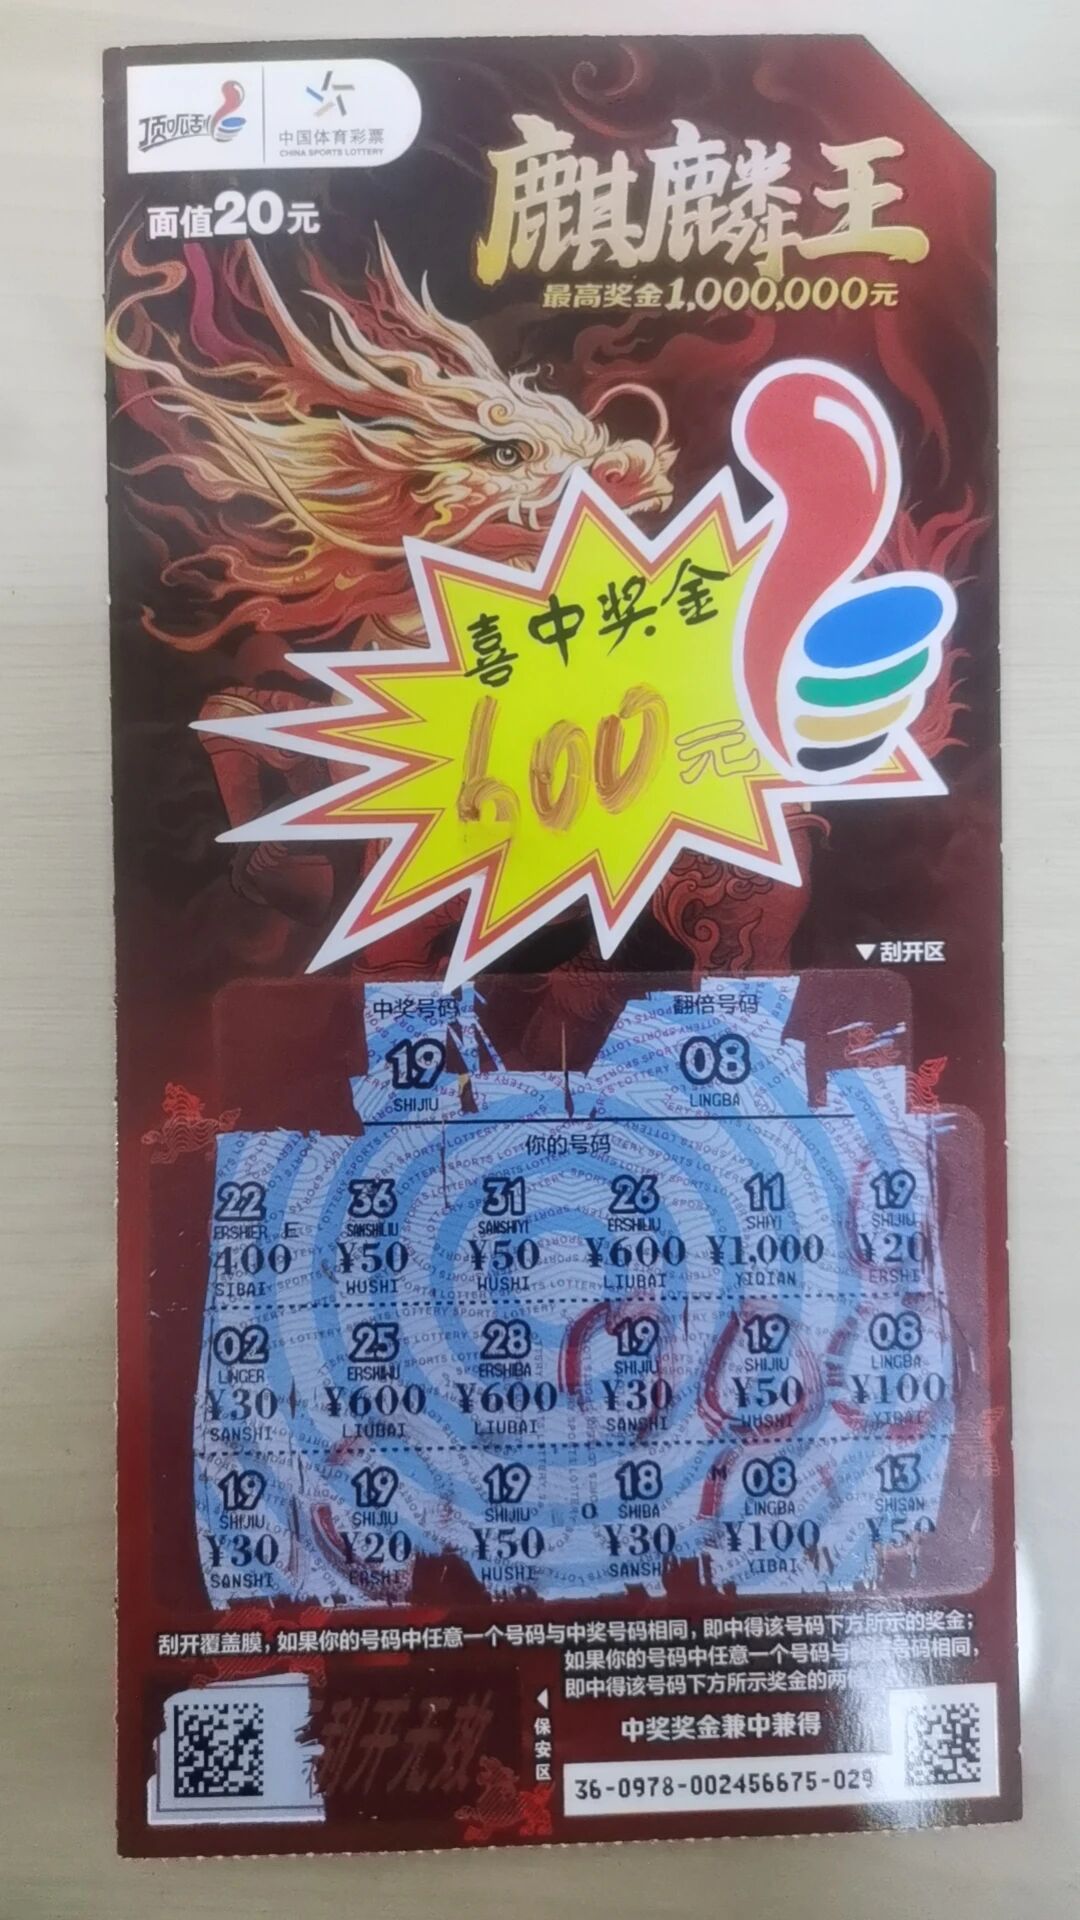 顶呱刮
中国体育彩票
CHINA SPORTS LOTTERY
面值20元
麒麟王
最高奖金1,000,000元
喜中奖金
600元
▼刮开区
中奖号码 翻倍号码
19 08
SHIJIU LINGBA
你的号码
22 36 31 26 11 19
ERSHIER SANSHILIU SANSHIYI ERSHILIU SHIYI SHIJIU
400 ¥50 ¥50 ¥600 ¥1,000 ¥20
SIBAI WUSHI WUSHI LIUBAI YIQIAN ERSHI
02 25 28 19 19 08
LINGER ERSHIWU ERSHIBA SHIJIU SHIJIU LINGBA
¥30 ¥600 ¥600 ¥30 ¥50 ¥100
SANSHI LIUBAI LIUBAI SANSHI WUSHI YIBAI
19 19 19 18 08 13
SHIJIU SHIJIU SHIJIU SHIBA LINGBA SHISAN
¥30 ¥20 ¥50 ¥30 ¥100 ¥50
SANSHI ERSHI WUSHI SANSH YIBAI
刮开覆盖膜，如果你的号码中任意一个号码与中奖号码相同，即中得该号码下方所示的奖金；
如果你的号码中任意一个号码与 号码相同，
即中得该号码下方所示奖金的两
刮开无效
◀保安区
中奖奖金兼中兼得
36-0978-002456675-029